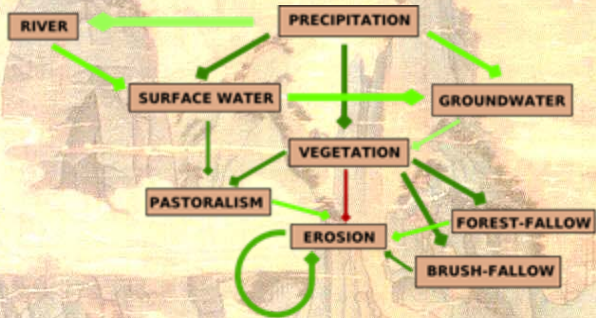 PRECIPITATION
RIVER
SURFACE WATER
GROUNDWATER
VEGETATION
PASTORALISM
FOREST-FALLOW
EROSION
BRUSH-FALLOW